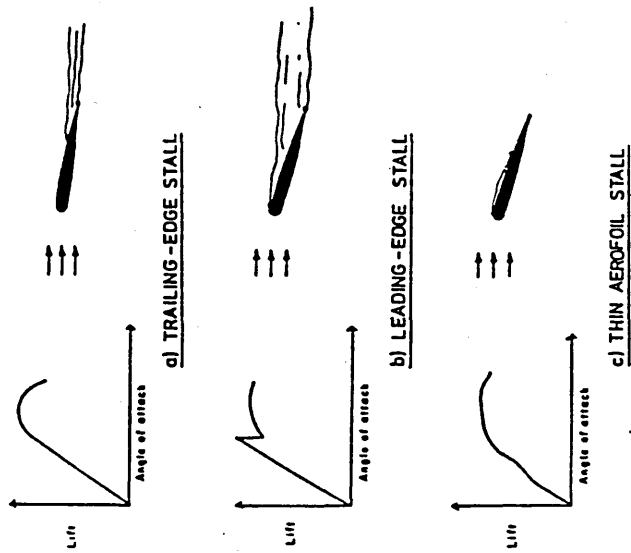 Lift
Angle of attack
a) TRAILING-EDGE STALL
Lift
Angle of attack
b) LEADING-EDGE STALL
Lift
Angle of attack
c) THIN AEROFOIL STALL